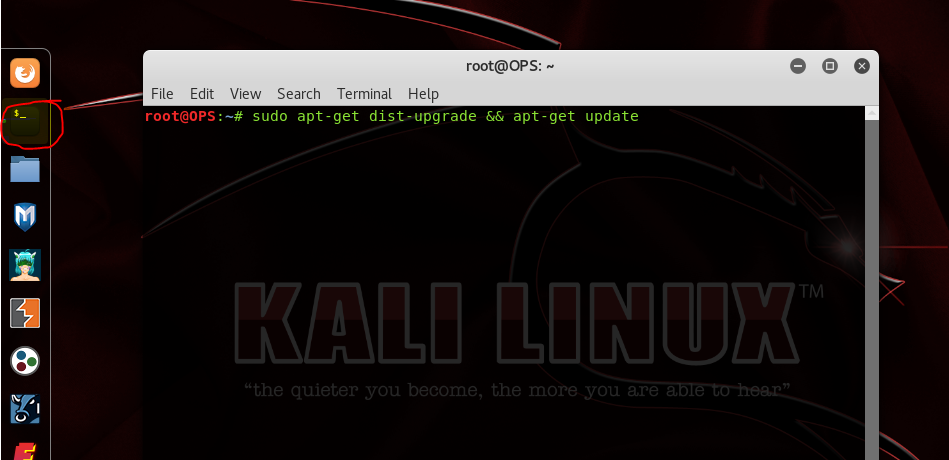 root@OPS: ~
File Edit View Search Terminal Help
root@OPS:~# sudo apt-get dist-upgrade && apt-get update
$_
KALI LINUX™
“the quieter you become, the more you are able to hear”